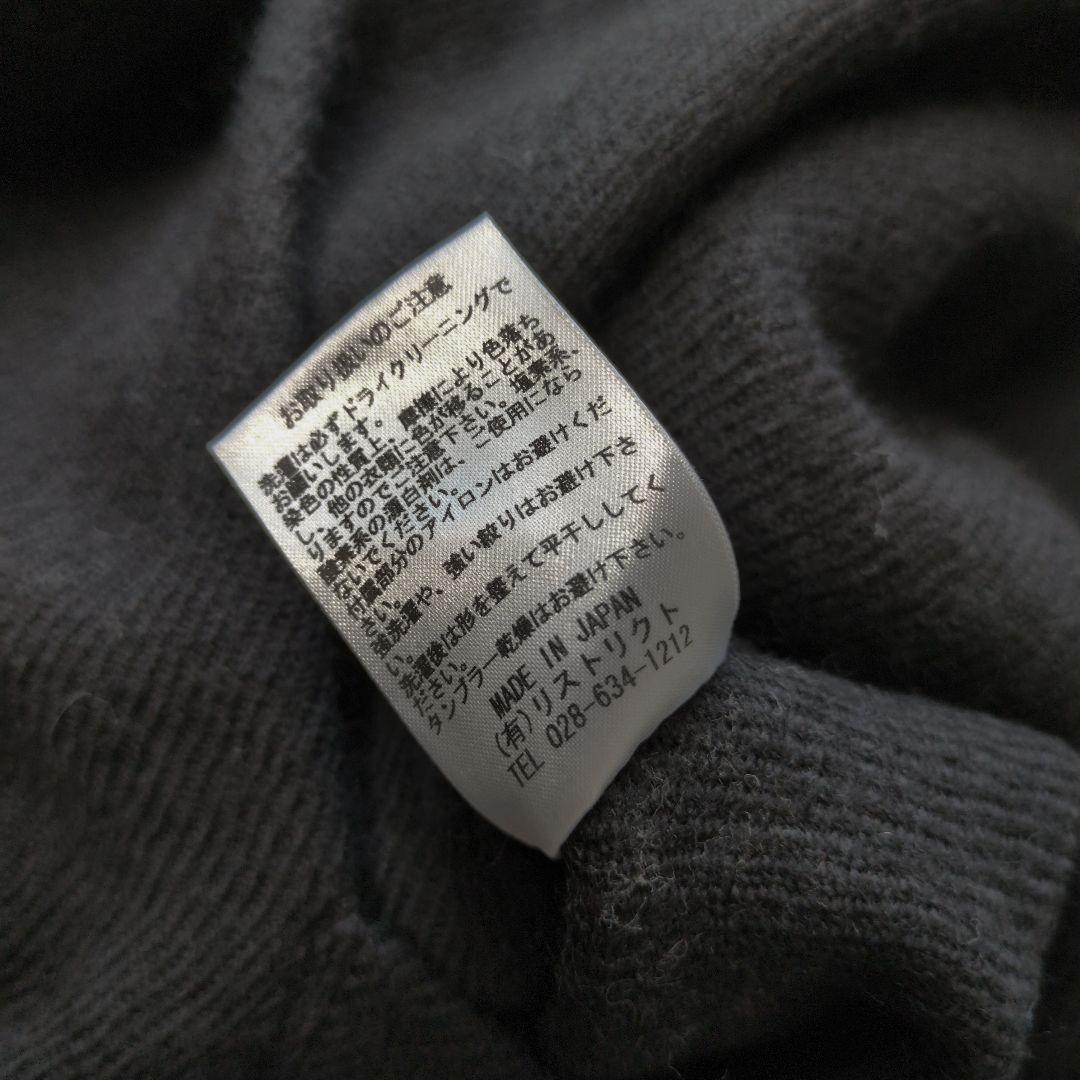 お取り扱いのご注意
洗濯は必ずドライクリーニングで
お願いします。
染色の性質上、摩擦により色落ち
し、他の衣類に色が移ることがあ
りますのでご注意下さい。塩素系、
酸素系の漂白剤は、ご使用になら
ないでください。
付属部分のアイロンはお避けくだ
さい。
強洗濯や、強い絞りはお避け下さ
い。
洗濯後は形を整えて平干ししてく
ださい。
タンブラー乾燥はお避け下さい。
MADE IN JAPAN
(有)リストリクト
TEL 028-634-1212